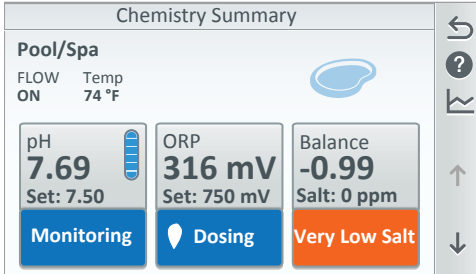 Chemistry Summary
Pool/Spa
FLOW Temp
ON 74 °F
pH
7.69
Set: 7.50
Monitoring
ORP
316 mV
Set: 750 mV
Dosing
Balance
-0.99
Salt: 0 ppm
Very Low Salt
?